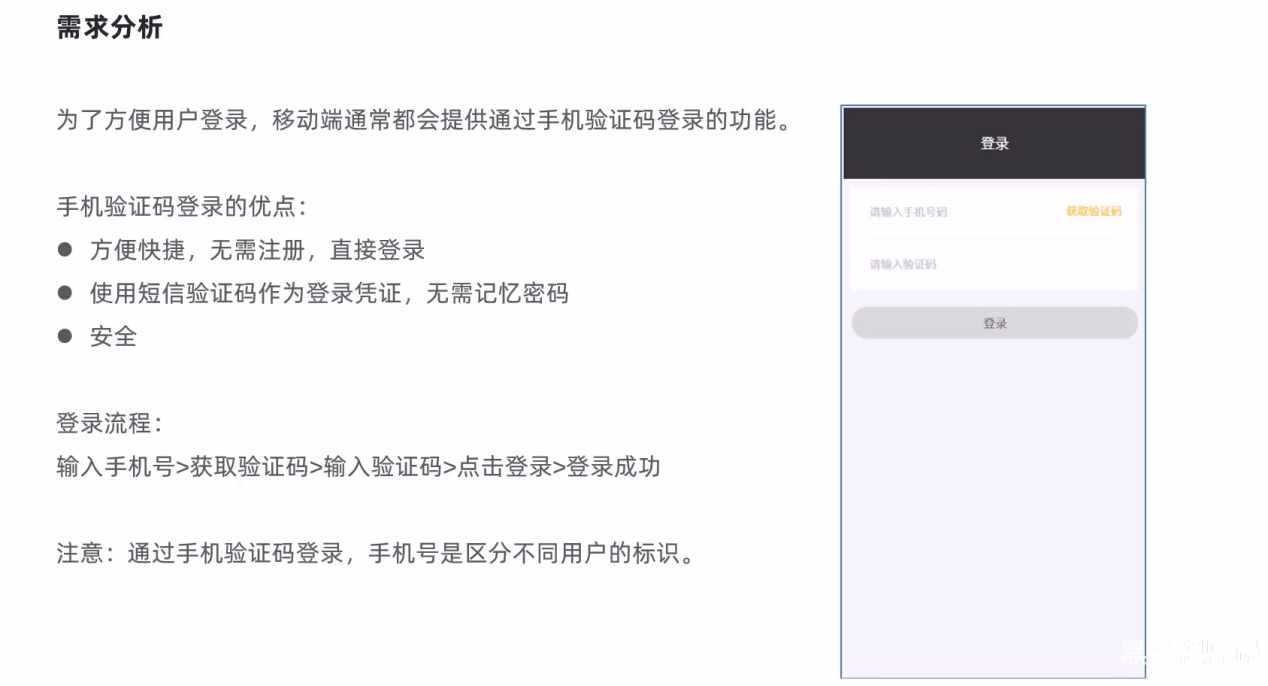 需求分析
为了方便用户登录，移动端通常都会提供通过手机验证码登录的功能。
手机验证码登录的优点：
● 方便快捷，无需注册，直接登录
● 使用短信验证码作为登录凭证，无需记忆密码
● 安全
登录流程：
输入手机号>获取验证码>输入验证码>点击登录>登录成功
注意：通过手机验证码登录，手机号是区分不同用户的标识。
登录
请输入手机号码 获取验证码
请输入验证码
登录